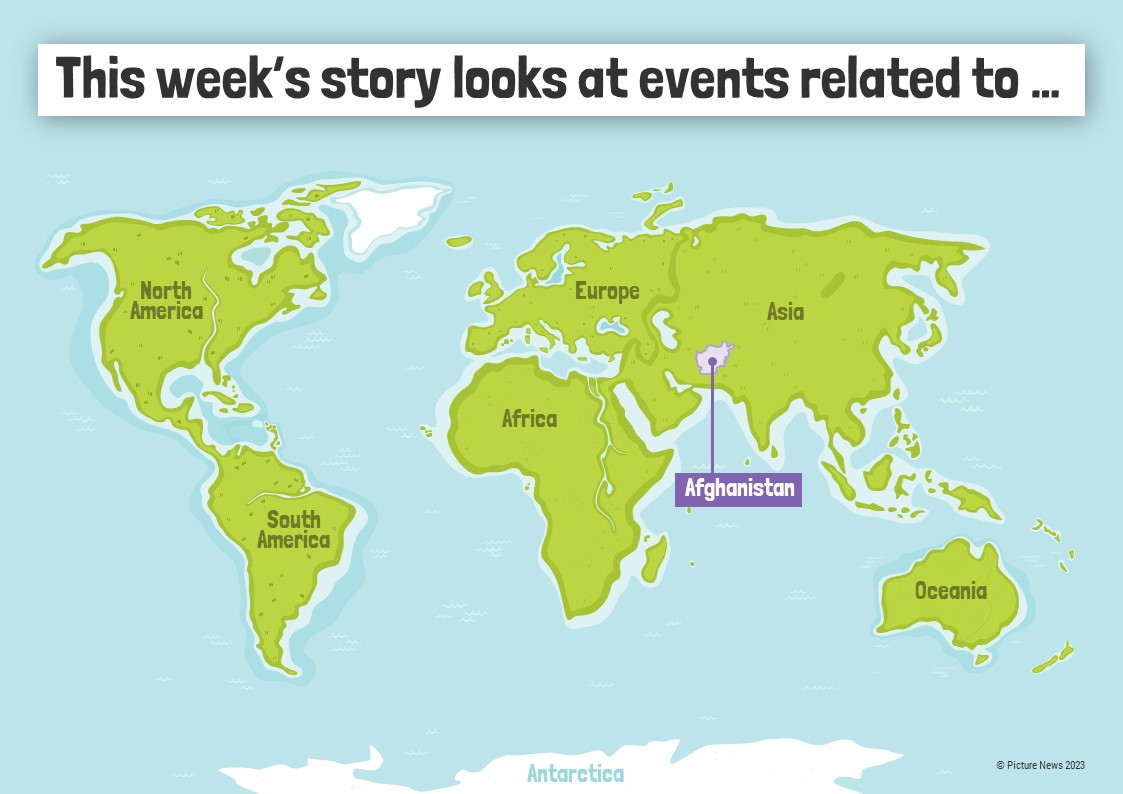 This week's story looks at events related to ...
North
America
Europe
Asia
Africa
Afghanistan
South
America
Oceania
Antarctica
© Picture News 2023